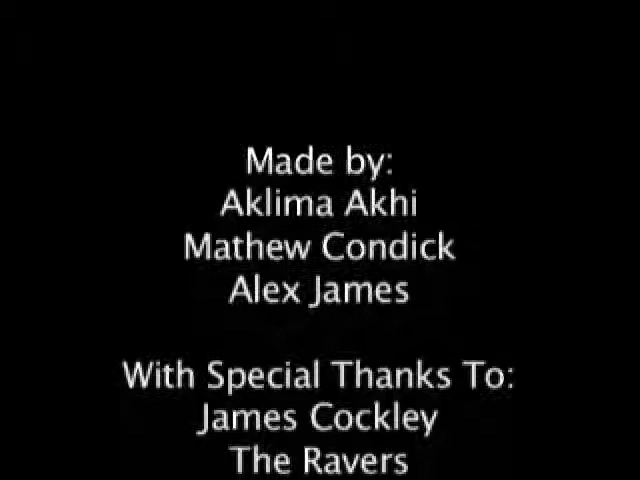 Made by:
Aklima Akhi
Mathew Condick
Alex James
With Special Thanks To:
James Cockley
The Ravers